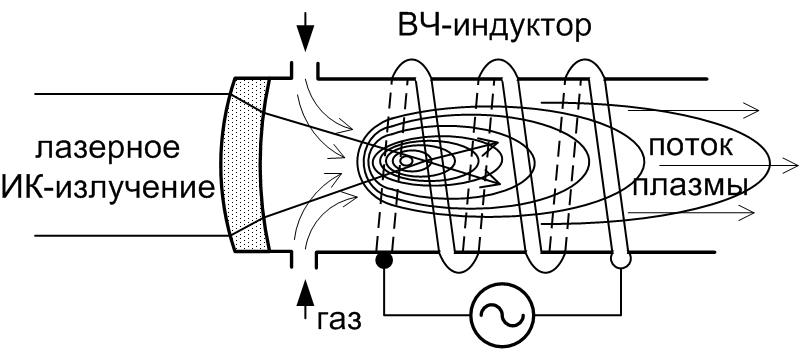 ВЧ-индуктор
лазерное
ИК-излучение
поток
плазмы
газ